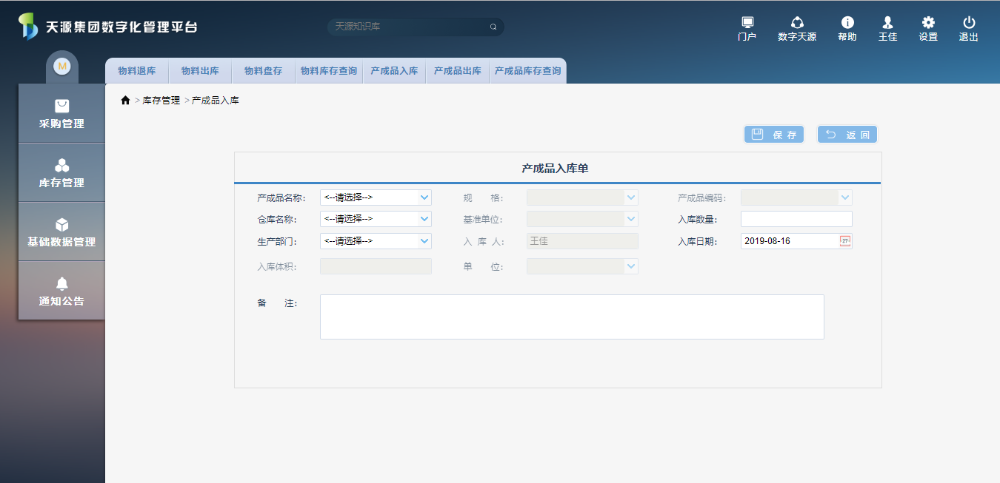 天源集团数字化管理平台
天源知识库
门户 数字天源 帮助 王佳 设置 退出
M
物料退库 物料出库 物料盘存 物料库存查询 产成品入库 产成品出库 产成品库存查询
> 库存管理 > 产成品入库
采购管理
库存管理
基础数据管理
通知公告
保 存 返 回
产成品入库单
产成品名称: <--请选择--> 规 格: 产成品编码:
仓库名称: <--请选择--> 基准单位: 入库数量:
生产部门: <--请选择--> 入 库 人: 王佳 入库日期: 2019-08-16 27
入库体积: 单 位:
备 注: